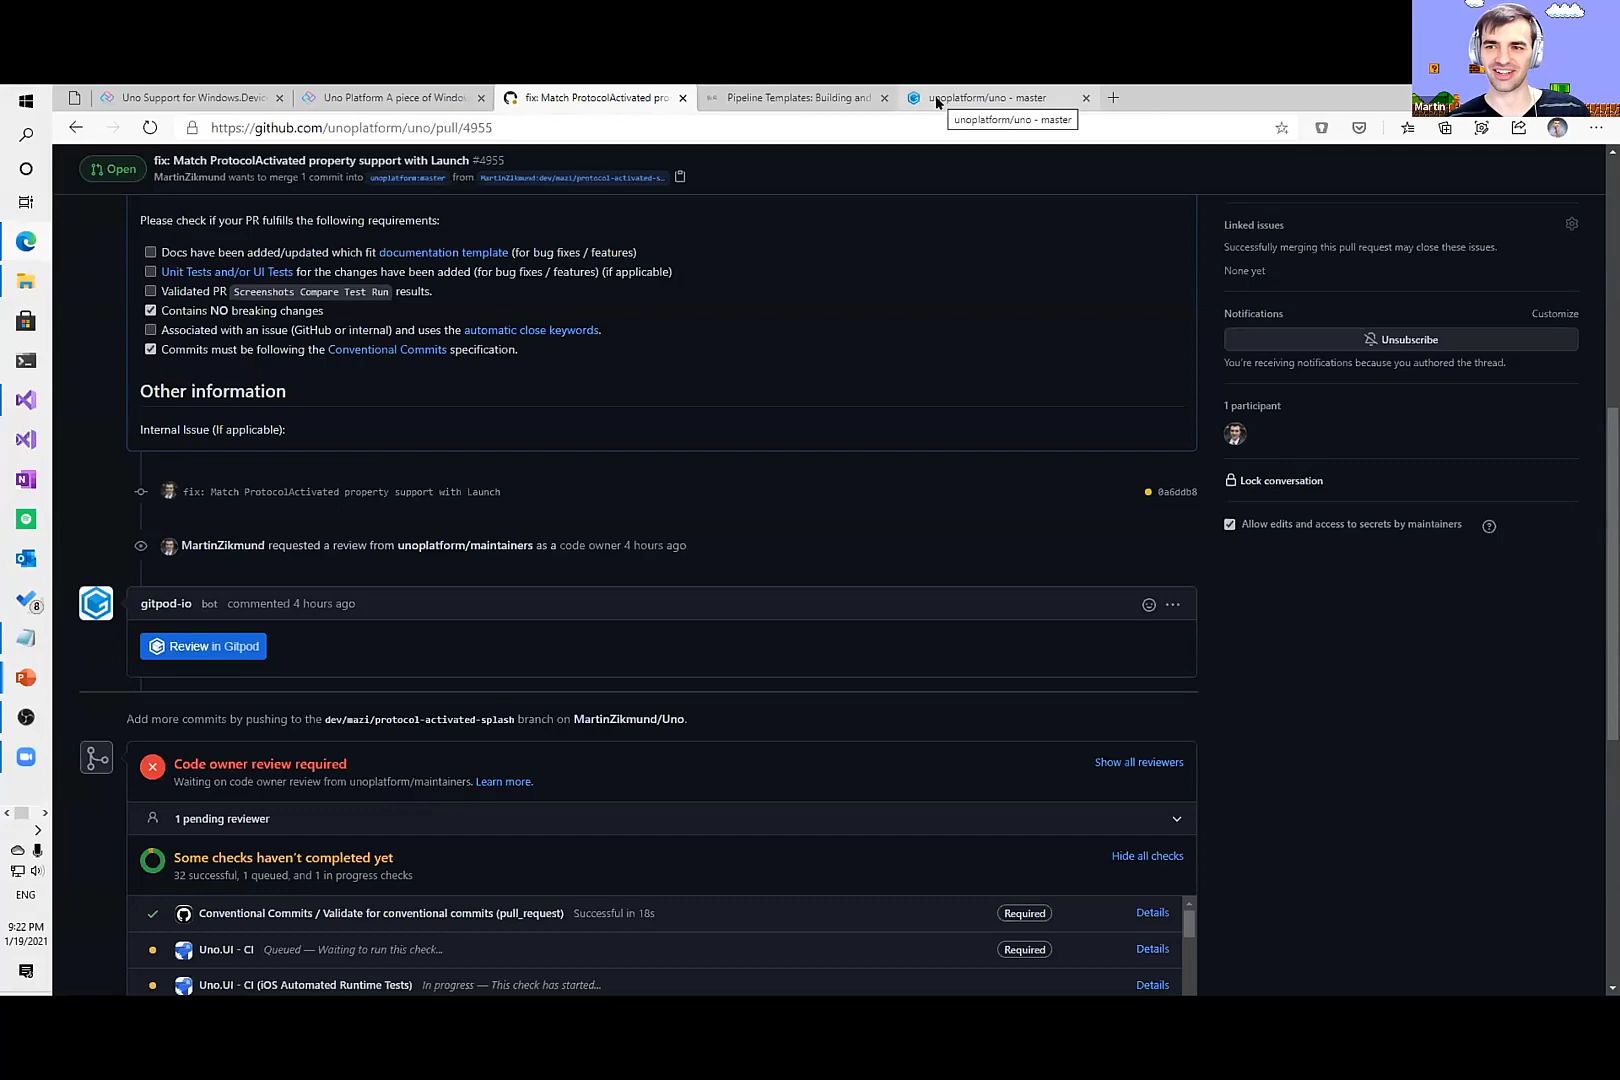 Martin
Uno Support for Windows.Devic
Uno Platform A piece of Windo
fix: Match ProtocolActivated pro
Pipeline Templates: Building and
unoplatform/uno - master
unoplatform/uno - master
https://github.com/unoplatform/uno/pull/4955
Open
fix: Match ProtocolActivated property support with Launch #4955
MartinZikmund wants to merge 1 commit into unoplatform:master from MartinZikmund:dev/mazi/protocol-activated-s…
Please check if your PR fulfills the following requirements:
Docs have been added/updated which fit documentation template (for bug fixes / features)
Unit Tests and/or UI Tests for the changes have been added (for bug fixes / features) (if applicable)
Validated PR Screenshots Compare Test Run results.
Contains NO breaking changes
Associated with an issue (GitHub or internal) and uses the automatic close keywords.
Commits must be following the Conventional Commits specification.
Other information
Internal Issue (If applicable):
fix: Match ProtocolActivated property support with Launch
0a6ddb8
MartinZikmund requested a review from unoplatform/maintainers as a code owner 4 hours ago
gitpod-io bot commented 4 hours ago
Review in Gitpod
Add more commits by pushing to the dev/mazi/protocol-activated-splash branch on MartinZikmund/Uno.
Code owner review required
Waiting on code owner review from unoplatform/maintainers. Learn more.
Show all reviewers
1 pending reviewer
Some checks haven't completed yet
32 successful, 1 queued, and 1 in progress checks
Hide all checks
Conventional Commits / Validate for conventional commits (pull_request) Successful in 18s
Required
Details
Uno.UI - CI Queued — Waiting to run this check...
Required
Details
Uno.UI - CI (iOS Automated Runtime Tests) In progress — This check has started...
Details
Linked issues
Successfully merging this pull request may close these issues.
None yet
Notifications
Customize
Unsubscribe
You're receiving notifications because you authored the thread.
1 participant
Lock conversation
Allow edits and access to secrets by maintainers
8
ENG
9:22 PM
1/19/2021